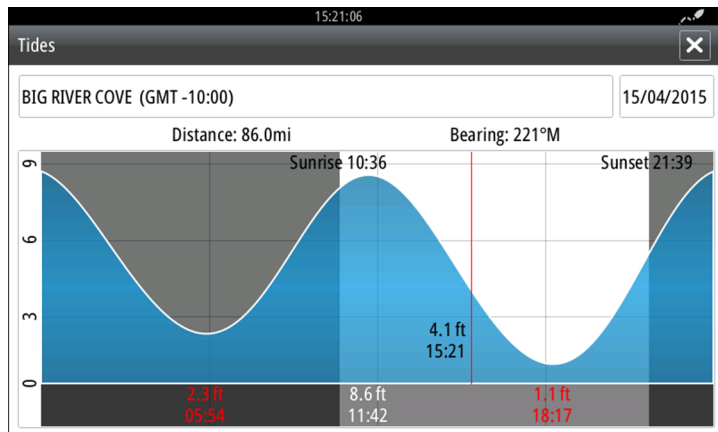 15:21:06
Tides
BIG RIVER COVE (GMT -10:00)
15/04/2015
Distance: 86.0mi
Bearing: 221°M
Sunrise 10:36
Sunset 21:39
9
6
3
0
4.1 ft
15:21
2.3 ft
05:54
8.6 ft
11:42
1.1 ft
18:17